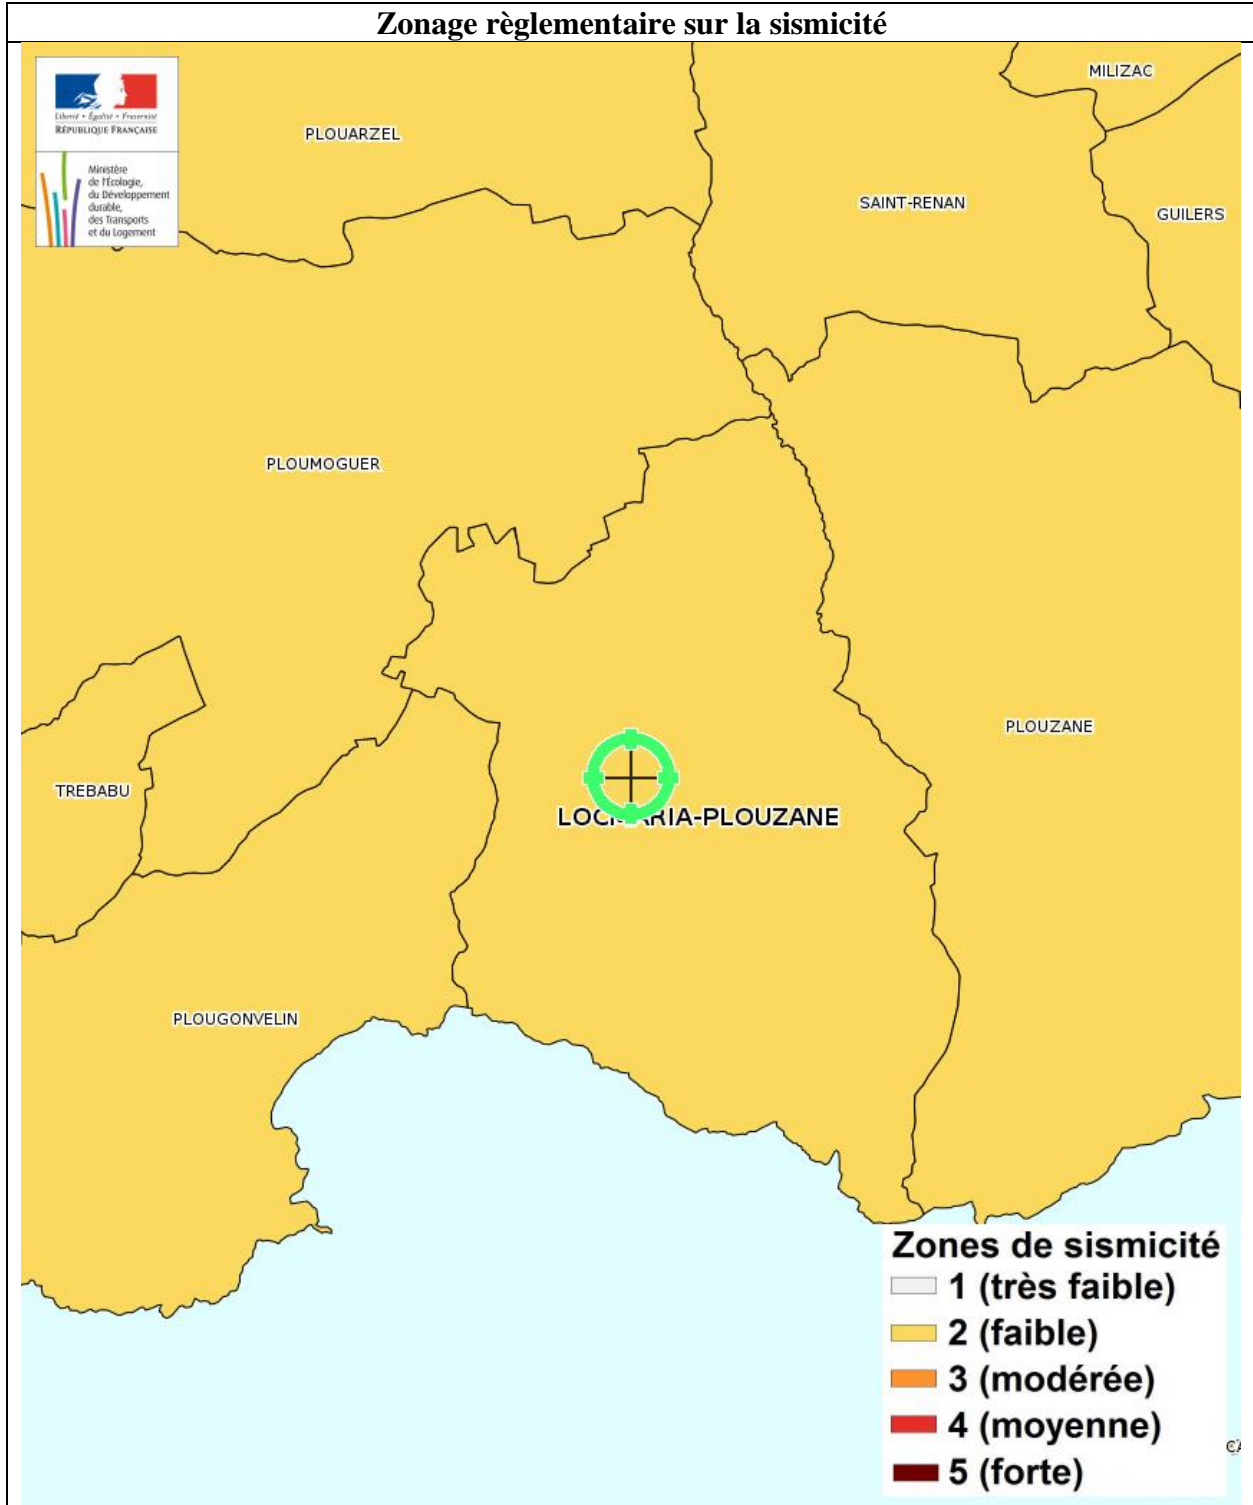 Zonage règlementaire sur la sismicité
Liberté • Égalité • Fraternité
RÉPUBLIQUE FRANÇAISE
Ministère
de l'Écologie,
du Développement
durable,
des Transports
et du Logement
MILIZAC
PLOUARZEL
SAINT-RENAN
GUILERS
PLOUMOGUER
PLOUZANE
TREBABU
LOCMARIA-PLOUZANE
PLOUGONVELIN
Zones de sismicité
1 (très faible)
2 (faible)
3 (modérée)
4 (moyenne)
5 (forte)